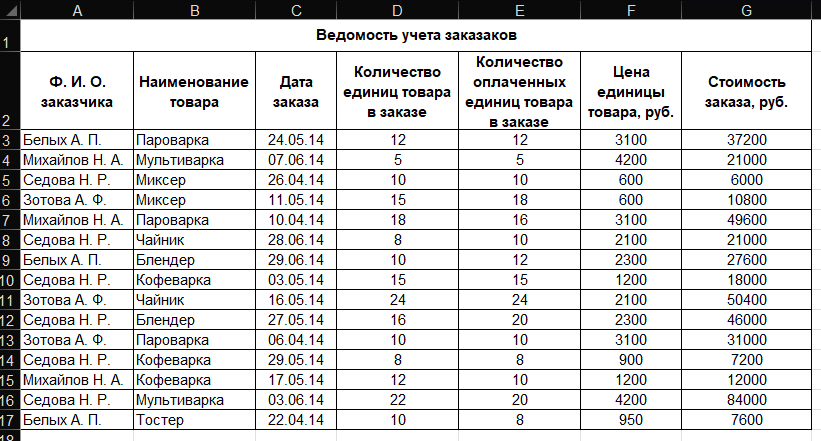 A B C D E F G
1 Ведомость учета заказаков
2 Ф. И. О. заказчика Наименование товара Дата заказа Количество единиц товара в заказе Количество оплаченных единиц товара в заказе Цена единицы товара, руб. Стоимость заказа, руб.
3 Белых А. П. Пароварка 24.05.14 12 12 3100 37200
4 Михайлов Н. А. Мультиварка 07.06.14 5 5 4200 21000
5 Седова Н. Р. Миксер 26.04.14 10 10 600 6000
6 Зотова А. Ф. Миксер 11.05.14 15 18 600 10800
7 Михайлов Н. А. Пароварка 10.04.14 18 16 3100 49600
8 Седова Н. Р. Чайник 28.06.14 8 10 2100 21000
9 Белых А. П. Блендер 29.06.14 10 12 2300 27600
10 Седова Н. Р. Кофеварка 03.05.14 15 15 1200 18000
11 Зотова А. Ф. Чайник 16.05.14 24 24 2100 50400
12 Седова Н. Р. Блендер 27.05.14 16 20 2300 46000
13 Зотова А. Ф. Пароварка 06.04.14 10 10 3100 31000
14 Седова Н. Р. Кофеварка 29.05.14 8 8 900 7200
15 Михайлов Н. А. Кофеварка 17.05.14 12 10 1200 12000
16 Седова Н. Р. Мультиварка 03.06.14 22 20 4200 84000
17 Белых А. П. Тостер 22.04.14 10 8 950 7600